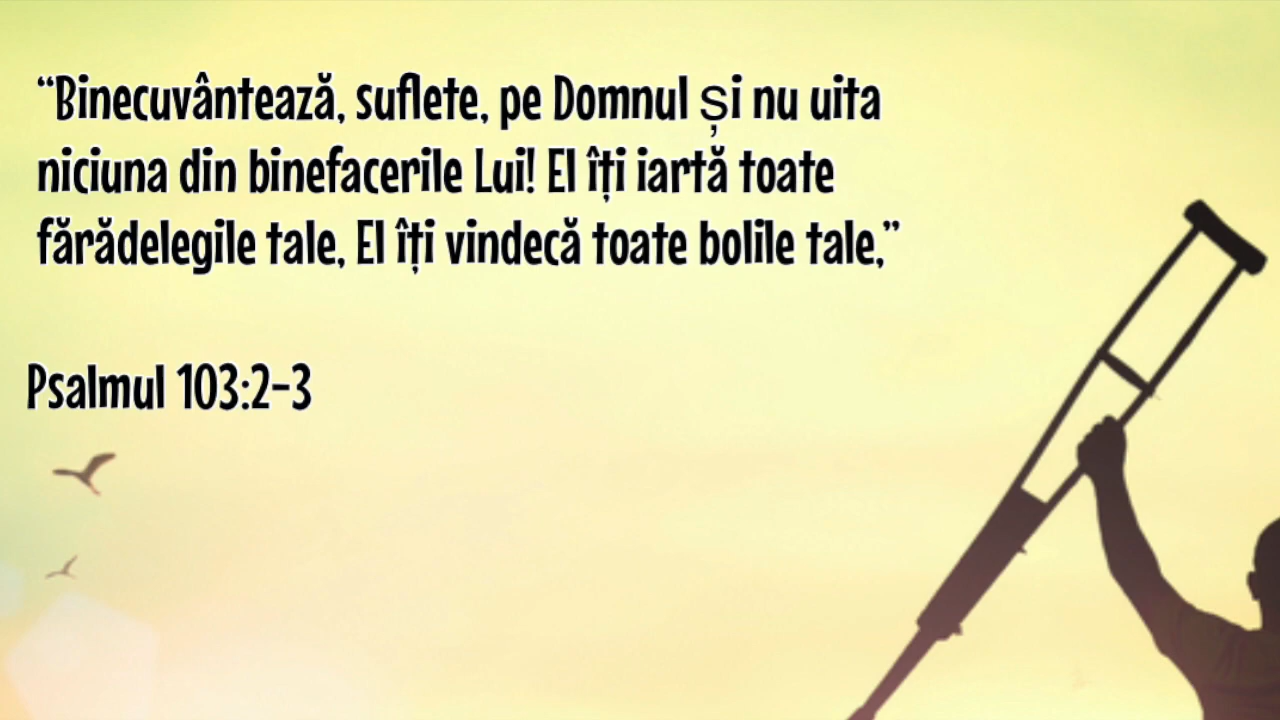 “Binecuvântează, suflete, pe Domnul și nu uita
niciuna din binefacerile Lui! El îți iartă toate
fărădelegile tale, El îți vindecă toate bolile tale,”
Psalmul 103:2-3